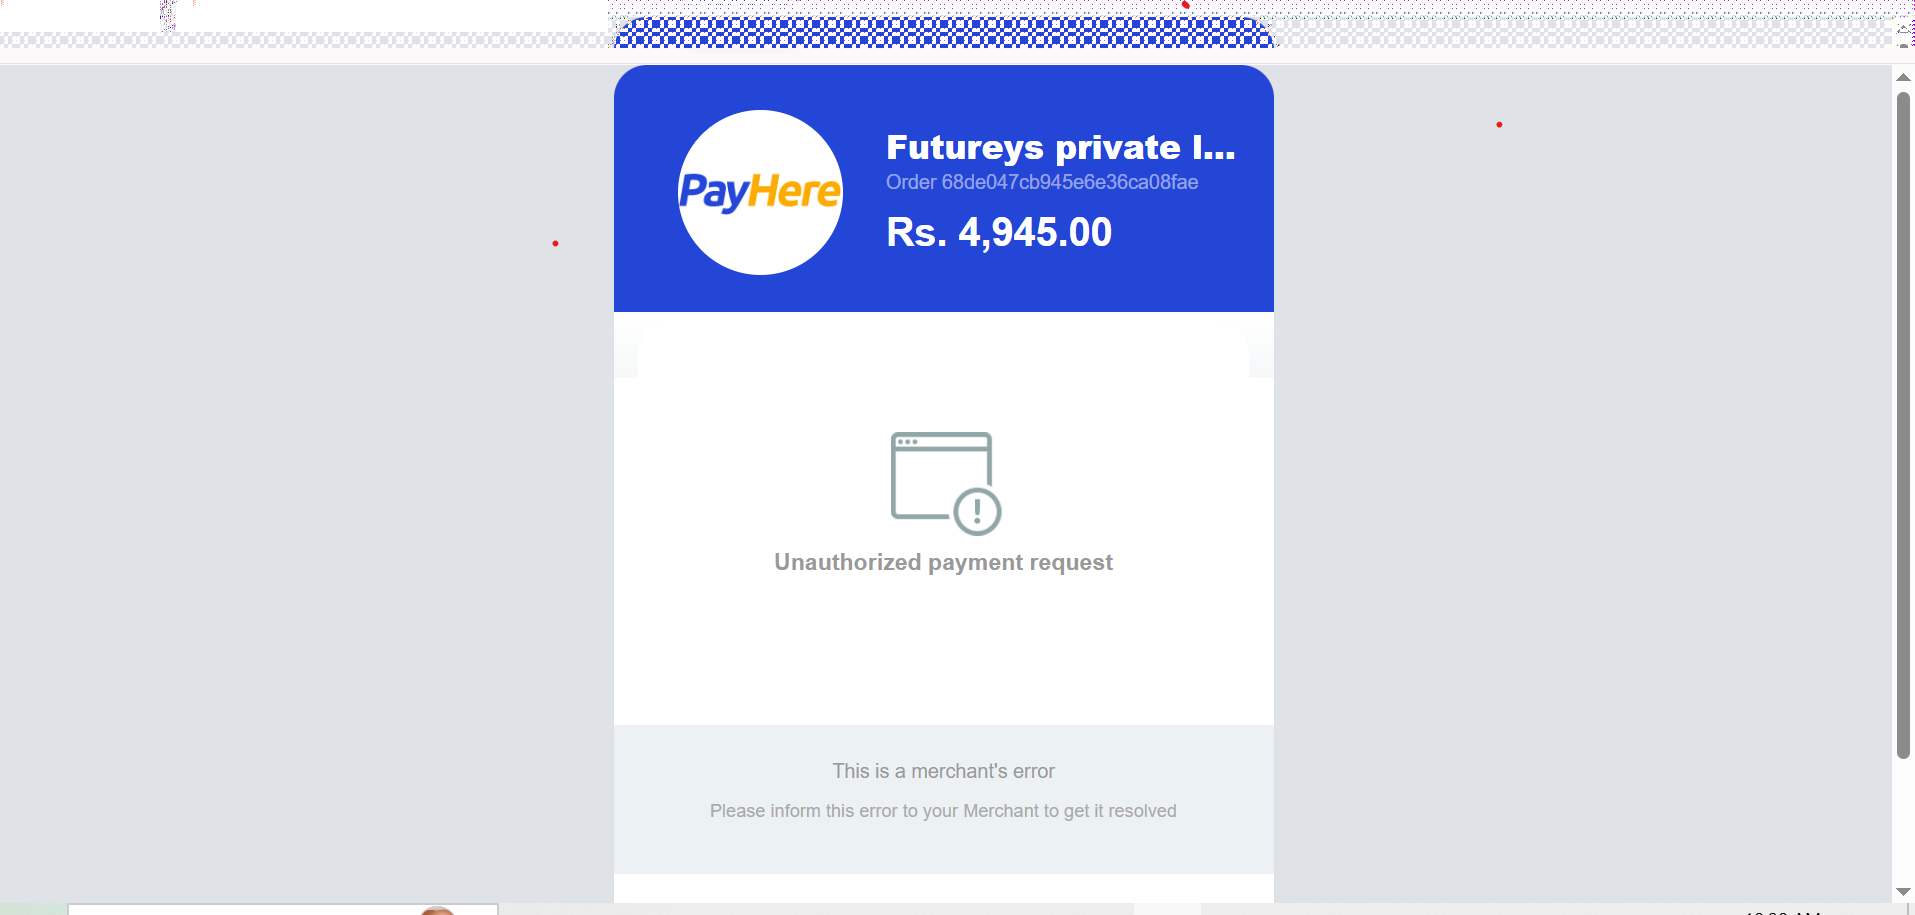 PayHere
Futureys private l...
Order 68de047cb945e6e36ca08fae
Rs. 4,945.00
Unauthorized payment request
This is a merchant's error
Please inform this error to your Merchant to get it resolved